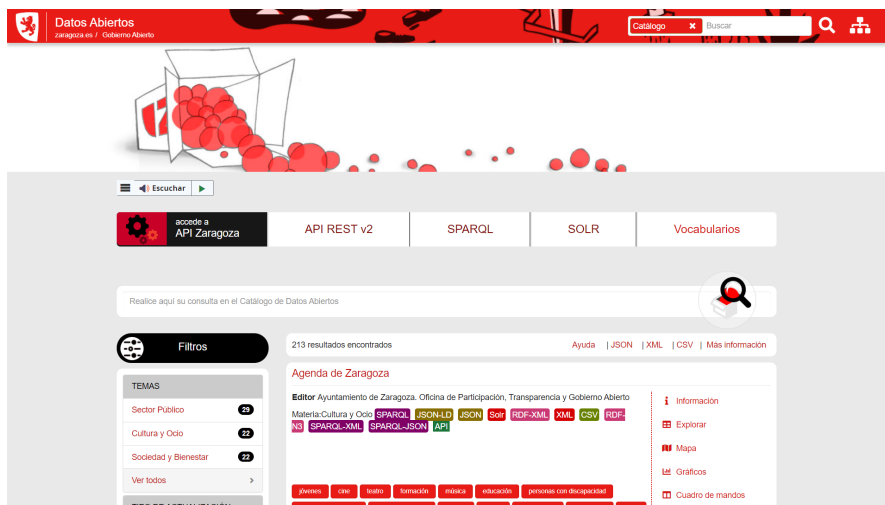 Datos Abiertos
zaragoza.es / Gobierno Abierto
Catálogo × Buscar
Escuchar
accede a
API Zaragoza
API REST v2
SPARQL
SOLR
Vocabularios
Realice aquí su consulta en el Catálogo de Datos Abiertos
Filtros
213 resultados encontrados
Ayuda | JSON | XML | CSV | Más información
TEMAS
Sector Público 29
Cultura y Ocio 22
Sociedad y Bienestar 22
Ver todos >
Agenda de Zaragoza
Editor Ayuntamiento de Zaragoza. Oficina de Participación, Transparencia y Gobierno Abierto
Materia:Cultura y Ocio SPARQL JSON-LD JSON Solr RDF-XML XML CSV RDF-
N3 SPARQL-XML SPARQL-JSON API
jóvenes cine teatro formación música educación personas con discapacidad
Información
Explorar
Mapa
Gráficos
Cuadro de mandos